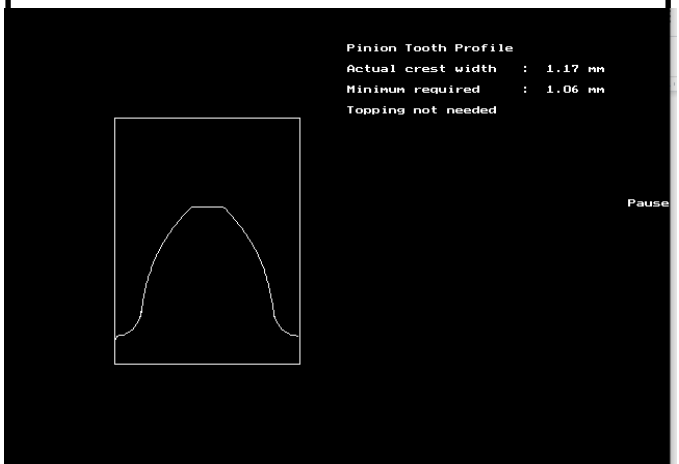 Pinion Tooth Profile
Actual crest width : 1.17 mm
Minimum required : 1.06 mm
Topping not needed
Pause